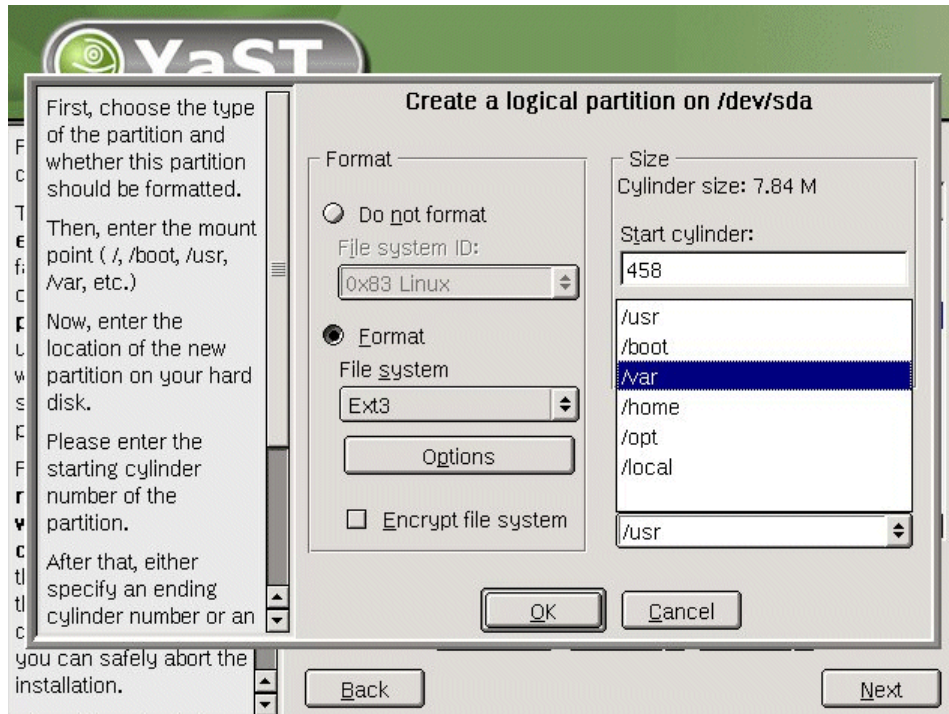 YaST
First, choose the type
of the partition and
whether this partition
should be formatted.
Then, enter the mount
point ( /, /boot, /usr,
/var, etc.)
Now, enter the
location of the new
partition on your hard
disk.
Please enter the
starting cylinder
number of the
partition.
After that, either
specify an ending
cylinder number or an
Create a logical partition on /dev/sda
Format
Do not format
File system ID:
0x83 Linux
Format
File system
Ext3
Options
Encrypt file system
Size
Cylinder size: 7.84 M
Start cylinder:
458
/usr
/boot
/var
/home
/opt
/local
/usr
OK
Cancel
you can safely abort the
installation.
Back
Next